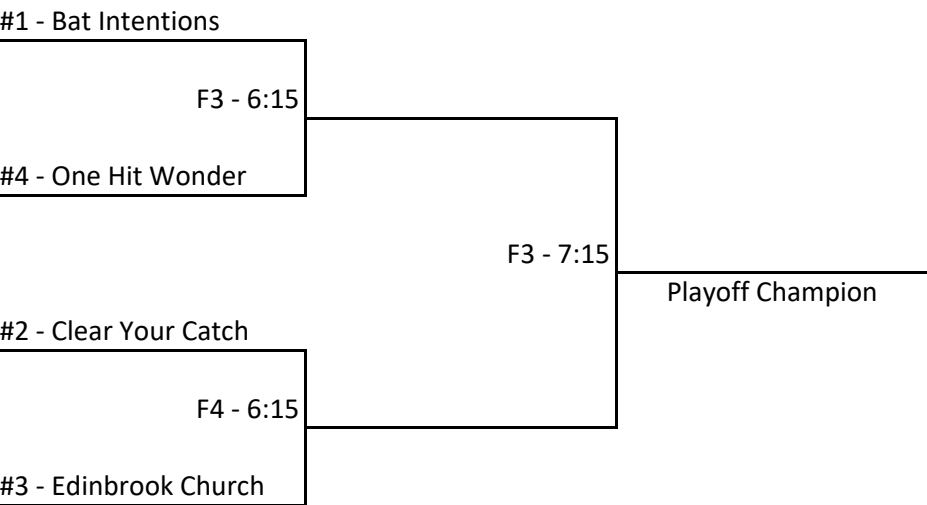 #1 - Bat Intentions
F3 - 6:15
#4 - One Hit Wonder
F3 - 7:15
Playoff Champion
#2 - Clear Your Catch
F4 - 6:15
#3 - Edinbrook Church